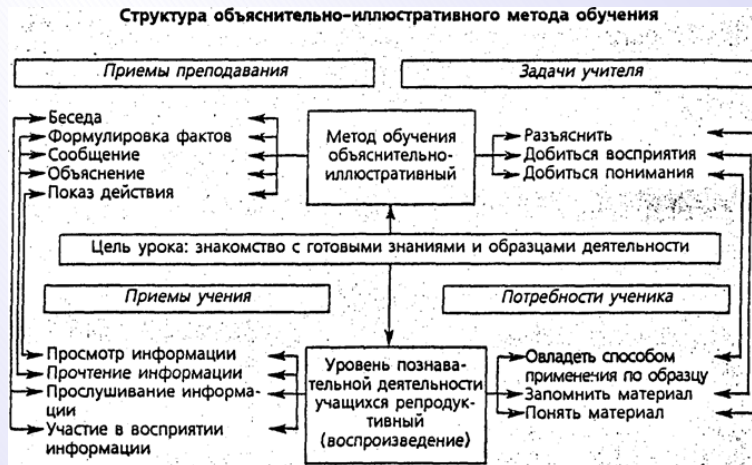 Структура объяснительно-иллюстративного метода обучения
Приемы преподавания
Задачи учителя
Беседа
Формулировка фактов
Сообщение
Объяснение
Показ действия
Метод обучения
объяснительно-
иллюстративный
Разъяснить
Добиться восприятия
Добиться понимания
Цель урока: знакомство с готовыми знаниями и образцами деятельности
Приемы учения
Потребности ученика
Просмотр информации
Прочтение информации
Прослушивание информа-
ции
Участие в восприятии
информации
Уровень познава-
тельной деятельности
учащихся репродук-
тивный
(воспроизведение)
Овладеть способом
применения по образцу
Запомнить материал
Понять материал